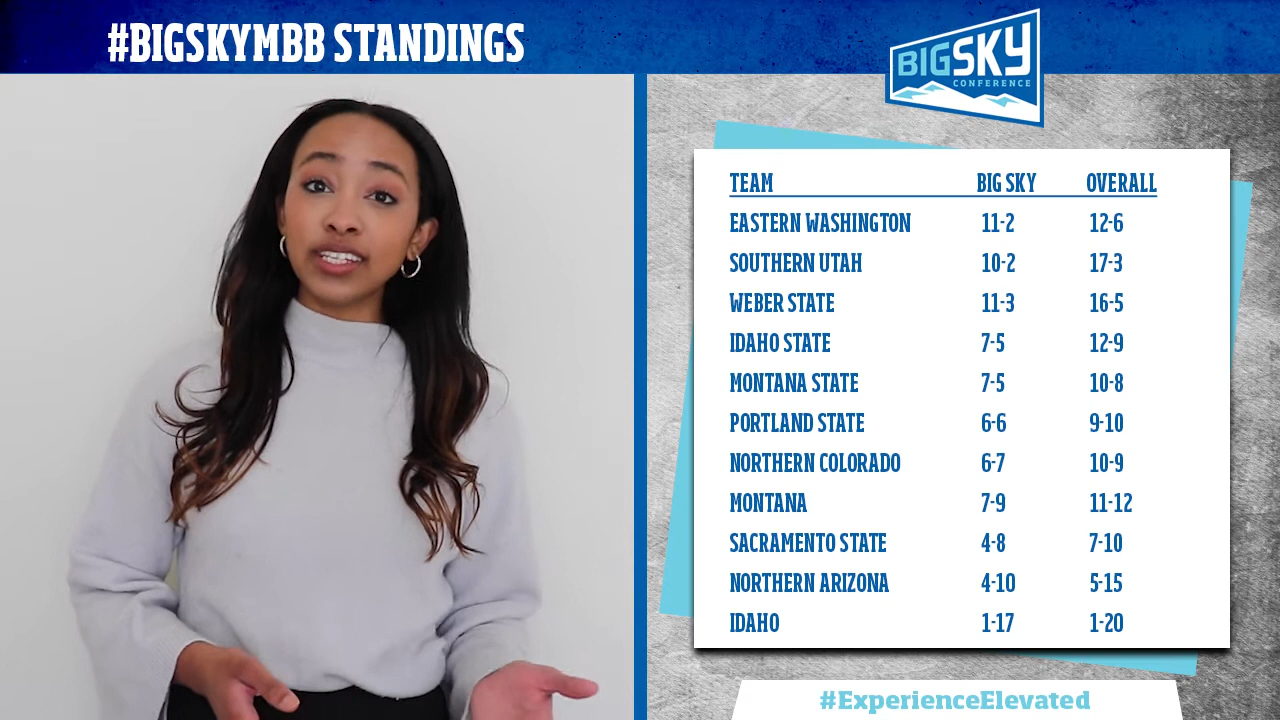 #BIGSKYMBB STANDINGS
BIGSKY
CONFERENCE
TEAM BIG SKY OVERALL
EASTERN WASHINGTON 11-2 12-6
SOUTHERN UTAH 10-2 17-3
WEBER STATE 11-3 16-5
IDAHO STATE 7-5 12-9
MONTANA STATE 7-5 10-8
PORTLAND STATE 6-6 9-10
NORTHERN COLORADO 6-7 10-9
MONTANA 7-9 11-12
SACRAMENTO STATE 4-8 7-10
NORTHERN ARIZONA 4-10 5-15
IDAHO 1-17 1-20
#ExperienceElevated